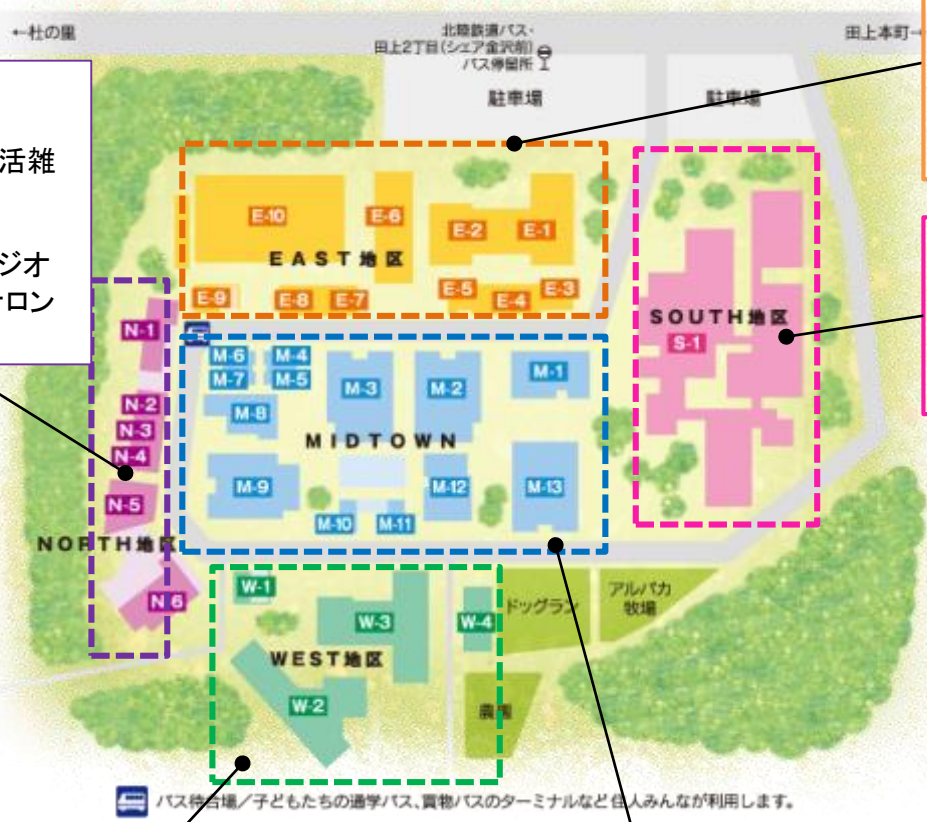 ←杜の里
北陸鉄道バス・
田上2丁目(シェア金沢前)
バス停留所
田上本町→
駐車場
駐車場
活雑
ジオ
ロン
E-10
E-6
E-2
E-1
EAST地区
E-9
E-8
E-7
E-5
E-4
E-3
SOUTH地区
S-1
N-1
N-2
N-3
N-4
N-5
NORTH地区
N 6
M-6
M-4
M-7
M-5
M-3
M-2
M-1
M-8
MIDTOWN
M-9
M-12
M-13
M-10
M-11
W-1
W-3
W-4
WEST地区
W-2
ドッグラン
アルパカ
牧場
農園
バス待合場/子どもたちの通学バス、買物バスのターミナルなど住人みんなが利用します。